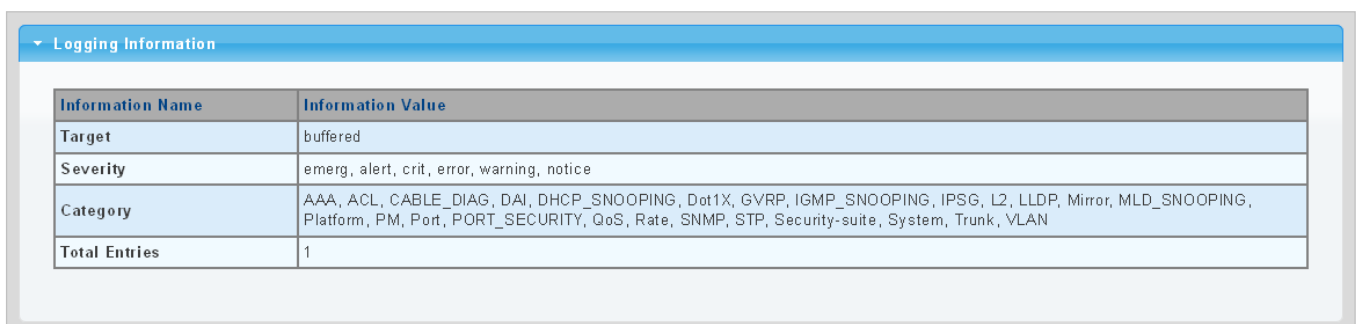 Logging Information
Information Name Information Value
Target buffered
Severity emerg, alert, crit, error, warning, notice
Category AAA, ACL, CABLE_DIAG, DAI, DHCP_SNOOPING, Dot1X, GVRP, IGMP_SNOOPING, IPSG, L2, LLDP, Mirror, MLD_SNOOPING,
Platform, PM, Port, PORT_SECURITY, QoS, Rate, SNMP, STP, Security-suite, System, Trunk, VLAN
Total Entries 1